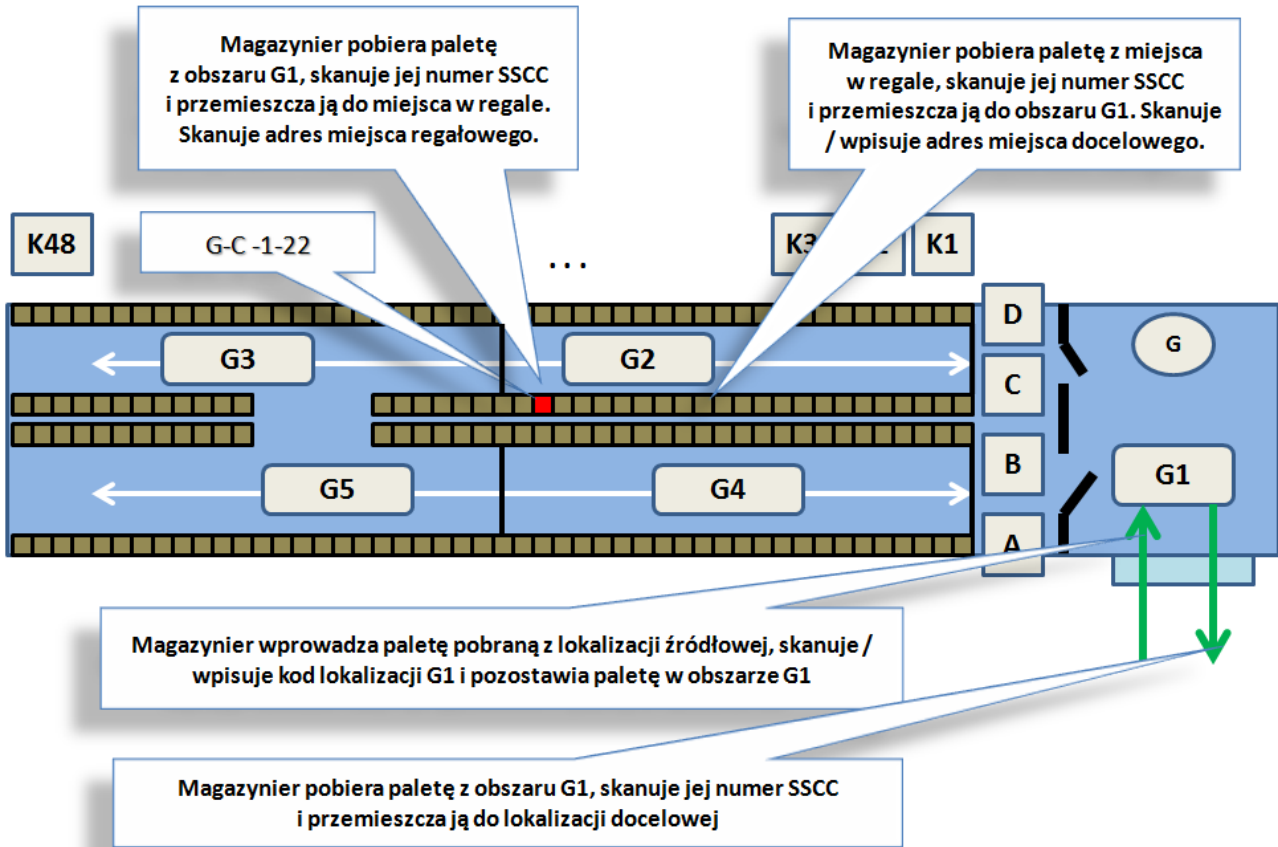 Magazynier pobiera paletę
z obszaru G1, skanuje jej numer SSCC
i przemieszcza ją do miejsca w regale.
Skanuje adres miejsca regałowego.
Magazynier pobiera paletę z miejsca
w regale, skanuje jej numer SSCC
i przemieszcza ją do obszaru G1. Skanuje
/ wpisuje adres miejsca docelowego.
K48
G-C -1-22
...
K3
K1
D
G
G3
G2
C
B
G5
G4
G1
A
Magazynier wprowadza paletę pobraną z lokalizacji źródłowej, skanuje /
wpisuje kod lokalizacji G1 i pozostawia paletę w obszarze G1
Magazynier pobiera paletę z obszaru G1, skanuje jej numer SSCC
i przemieszcza ją do lokalizacji docelowej